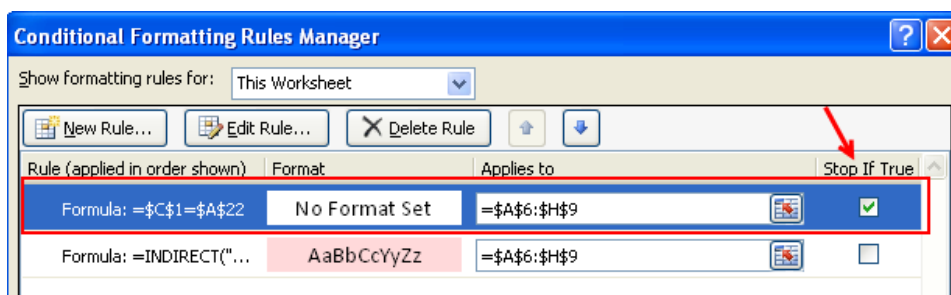 Conditional Formatting Rules Manager ?
Show formatting rules for: This Worksheet
New Rule... Edit Rule... Delete Rule
Rule (applied in order shown) Format Applies to Stop If True
Formula: =$C$1=$A$22 No Format Set =$A$6:$H$9
Formula: =INDIRECT("... AaBbCcYyZz =$A$6:$H$9